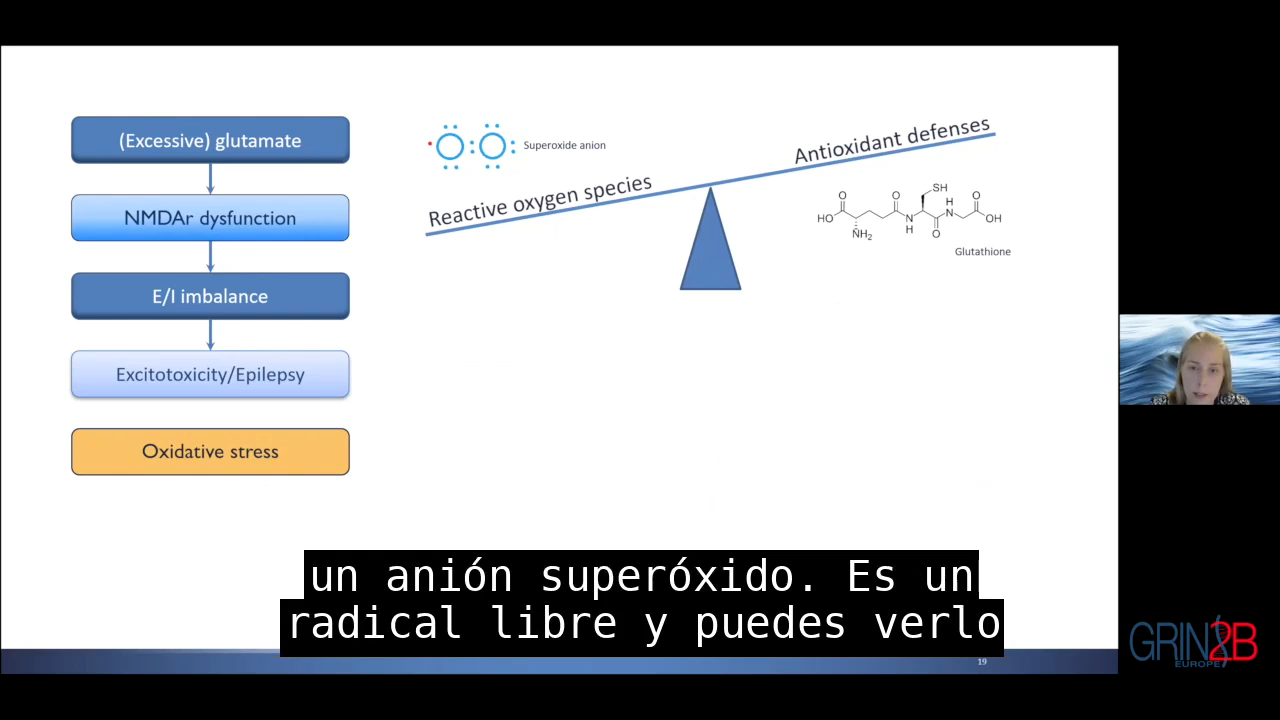 (Excessive) glutamate
NMDAr dysfunction
E/I imbalance
Excitotoxicity/Epilepsy
Oxidative stress
Superoxide anion
Reactive oxygen species
Antioxidant defenses
O
HO
NH2
O
N
H
SH
O
H
N
O
OH
Glutathione
un anión superóxido. Es un
radical libre y puedes verlo
19
GRIN2B
EUROPE